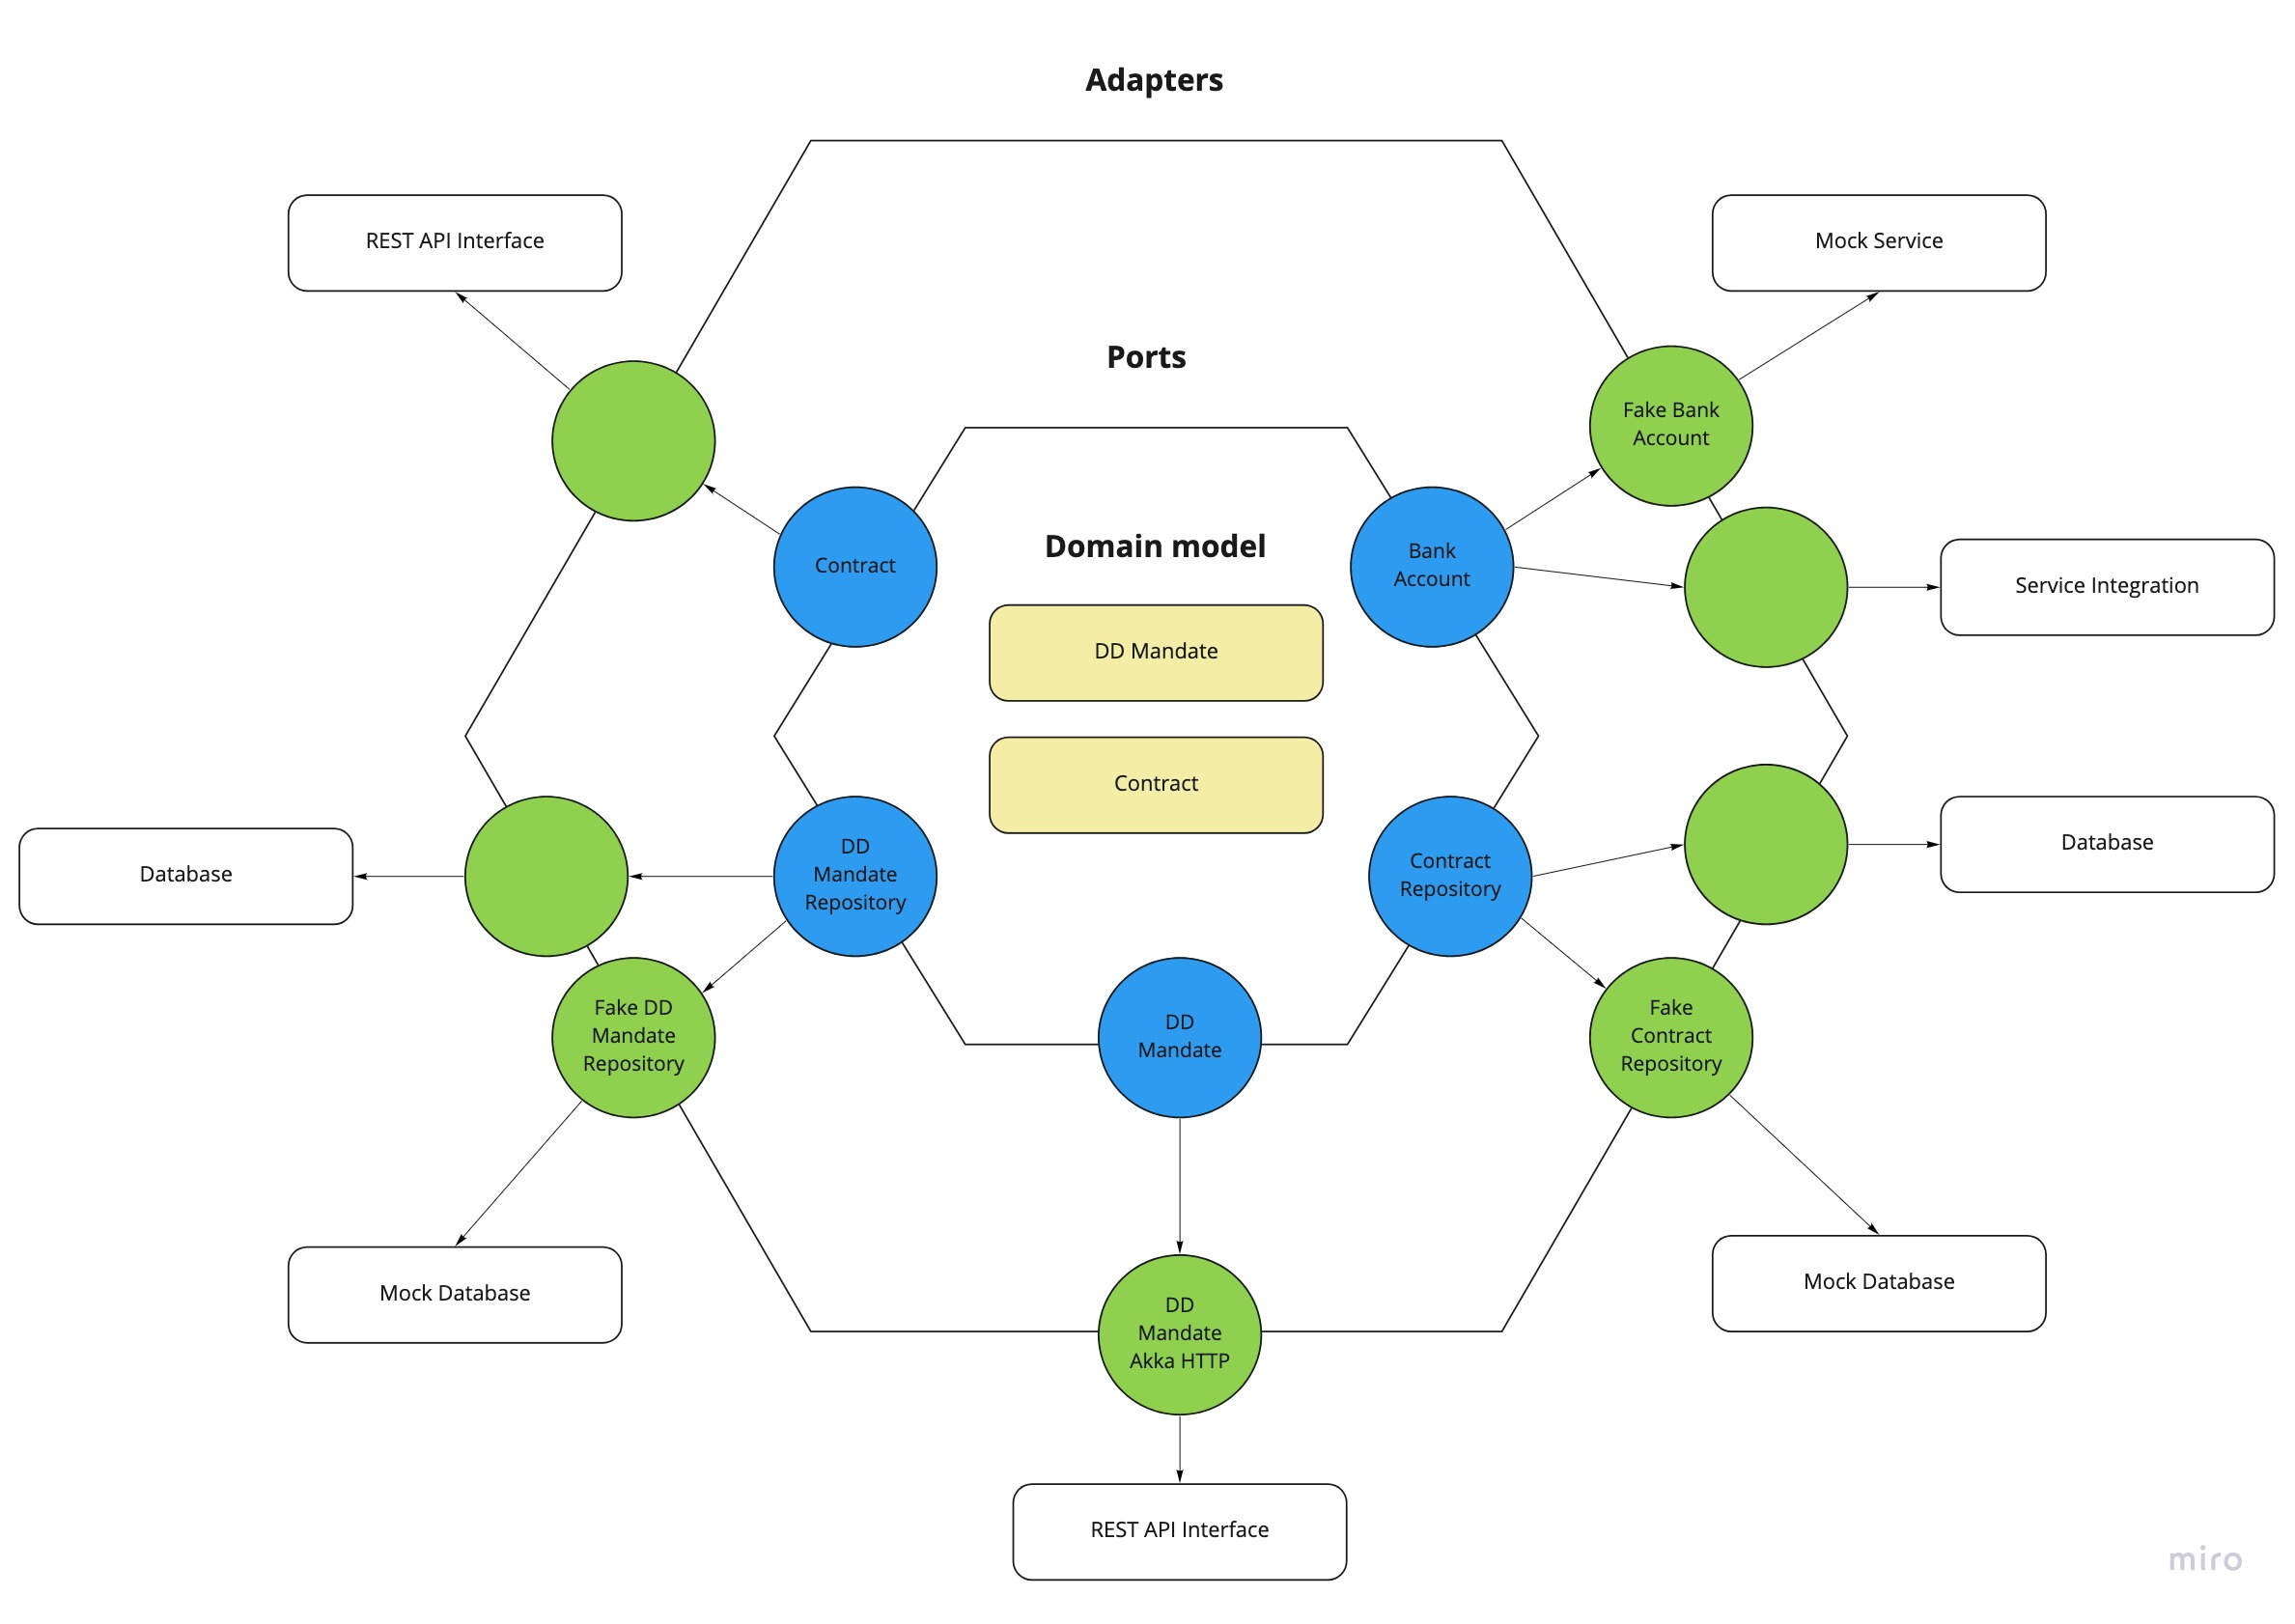 Adapters
REST API Interface
Mock Service
Ports
Fake Bank
Account
Contract
Domain model
Bank
Account
Service Integration
DD Mandate
Contract
Database
DD
Mandate
Repository
Contract
Repository
Database
Fake DD
Mandate
Repository
DD
Mandate
Fake
Contract
Repository
Mock Database
DD
Mandate
Akka HTTP
Mock Database
REST API Interface
miro